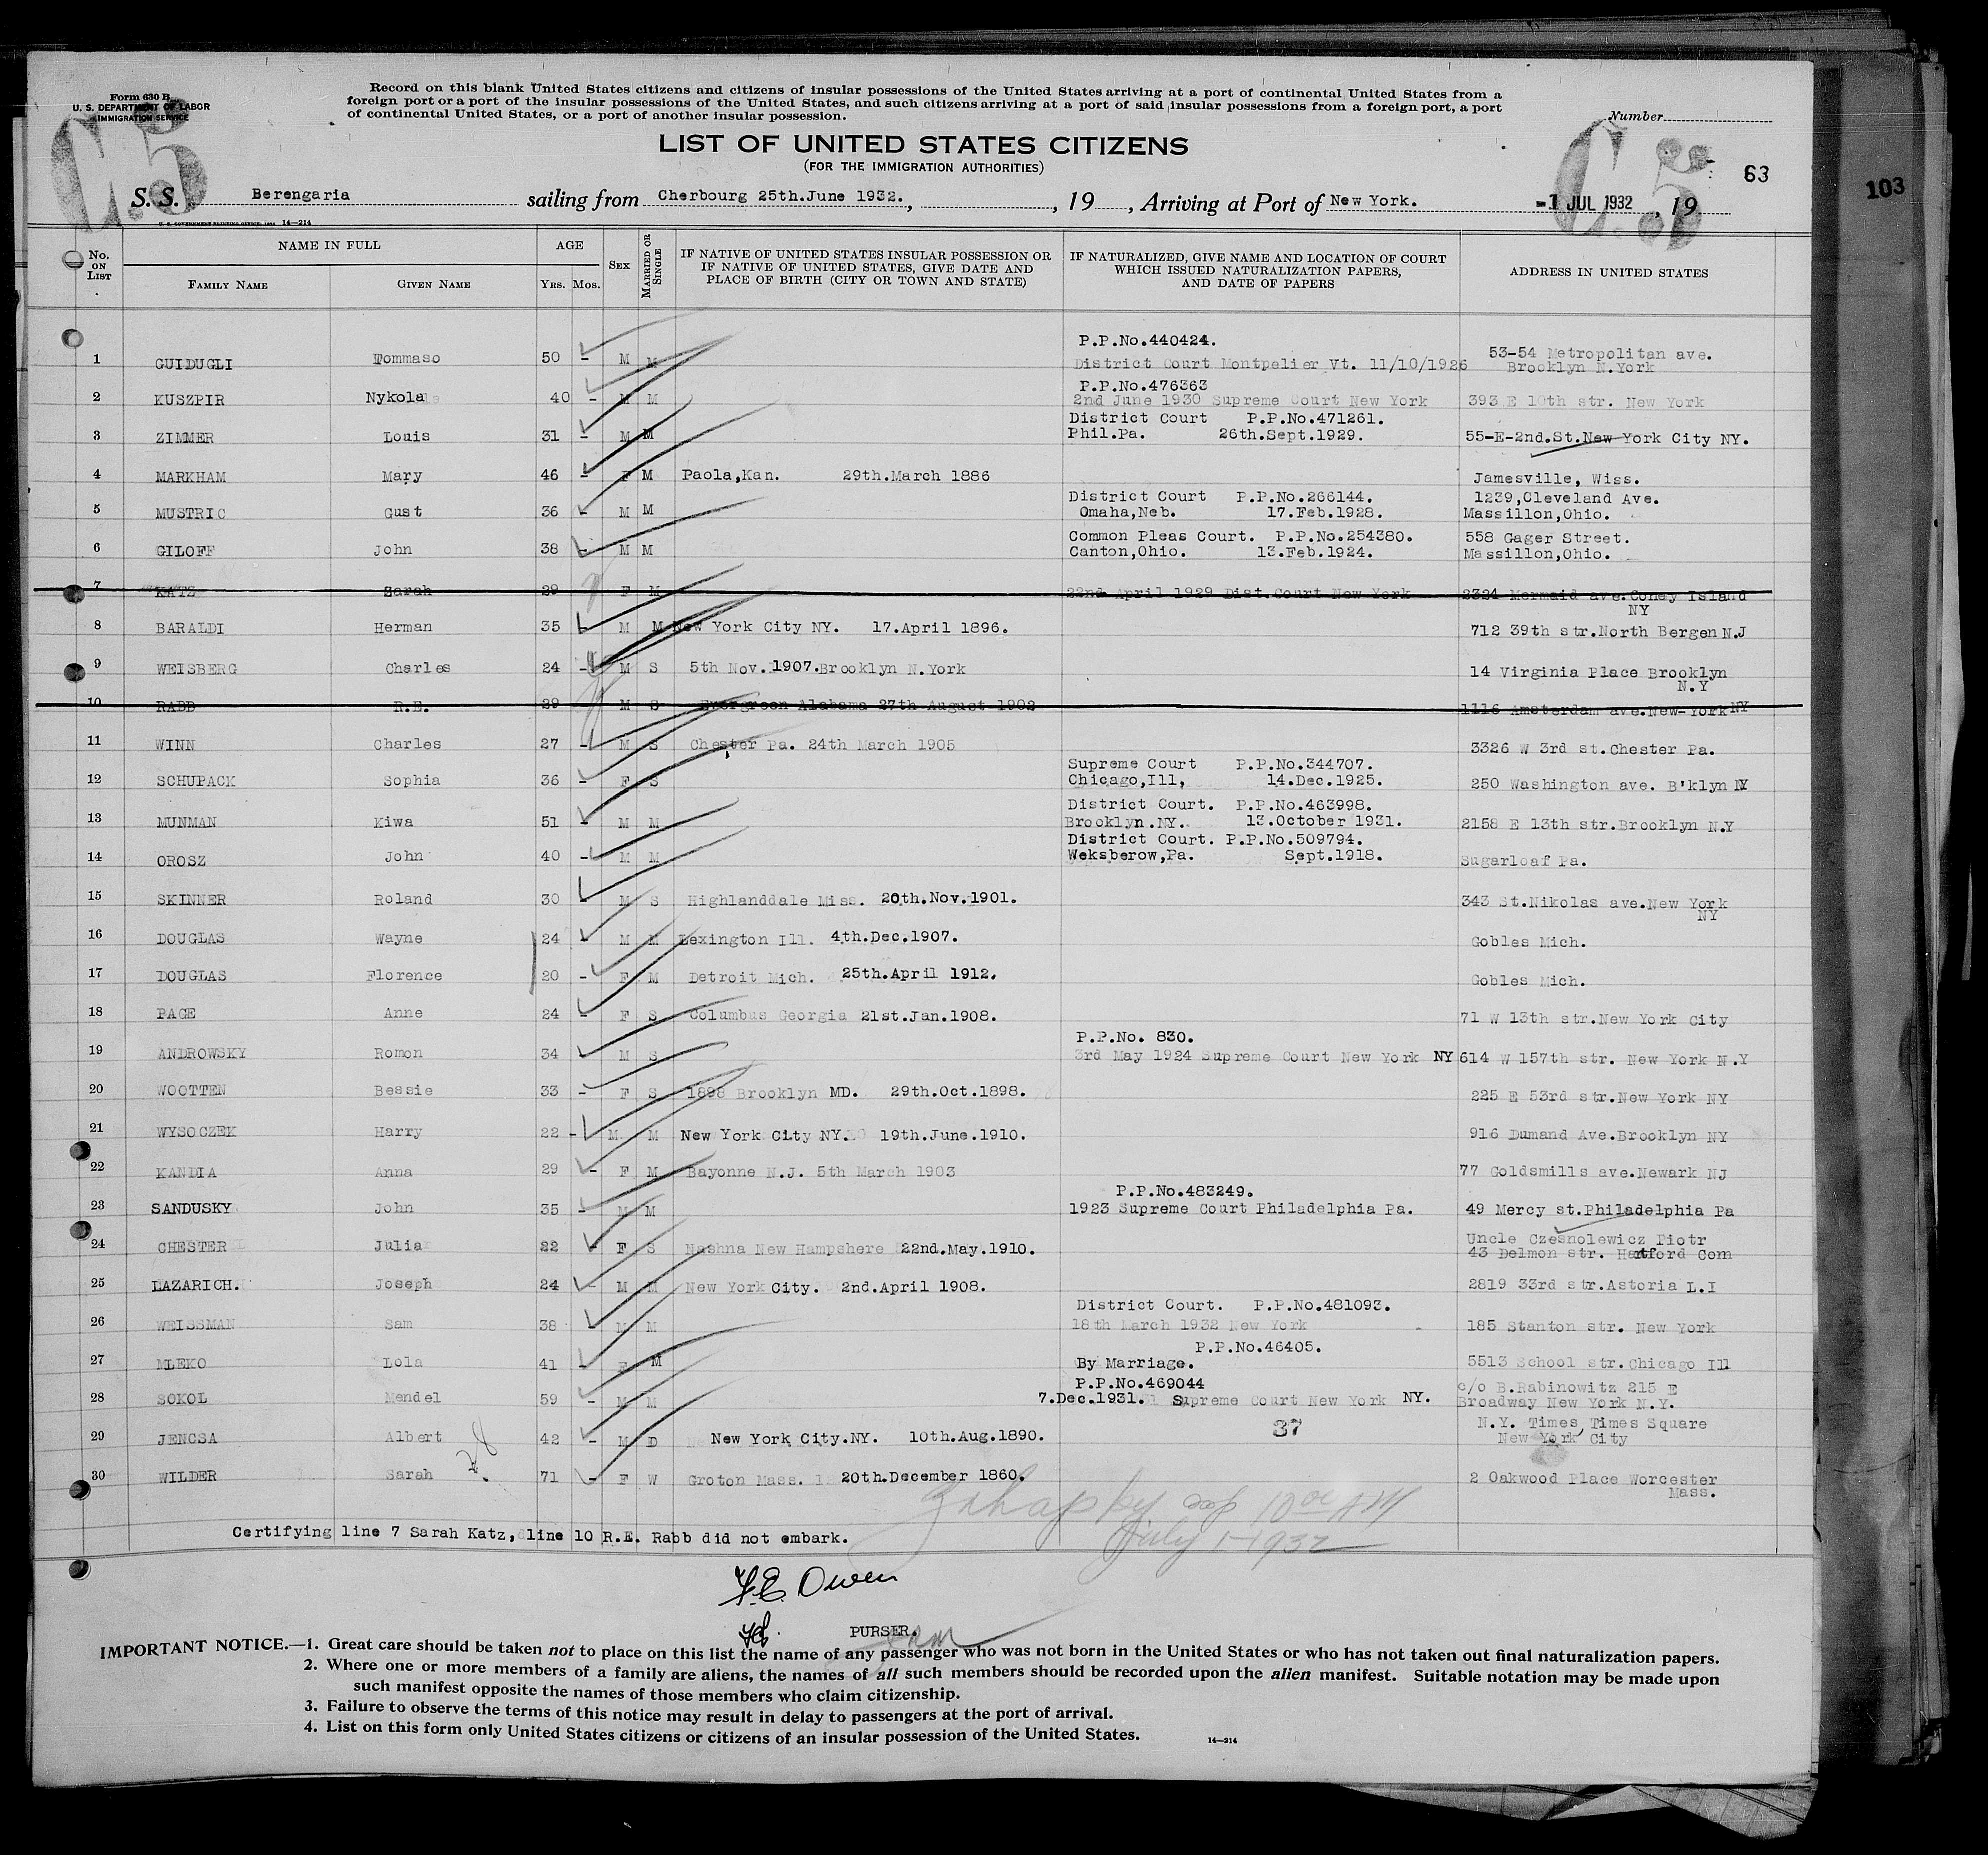 Form 630 B
U. S. DEPARTMENT OF LABOR
IMMIGRATION SERVICE
Record on this blank United States citizens and citizens of insular possessions of the United States arriving at a port of continental United States from a
foreign port or a port of the insular possessions of the United States, and such citizens arriving at a port of said insular possessions from a foreign port, a port
of continental United States, or a port of another insular possession.
Number
LIST OF UNITED STATES CITIZENS
(FOR THE IMMIGRATION AUTHORITIES)
C.5
C.5
63
103
S. S. Berengaria sailing from Cherbourg 25th.June 1932., , 19 , Arriving at Port of New York. -1 JUL 1932 , 19
14—214
No. ON LIST
NAME IN FULL
FAMILY NAME
GIVEN NAME
AGE
YRS. MOS.
SEX
MARRIED OR SINGLE
IF NATIVE OF UNITED STATES INSULAR POSSESSION OR
IF NATIVE OF UNITED STATES, GIVE DATE AND
PLACE OF BIRTH (CITY OR TOWN AND STATE)
IF NATURALIZED, GIVE NAME AND LOCATION OF COURT
WHICH ISSUED NATURALIZATION PAPERS,
AND DATE OF PAPERS
ADDRESS IN UNITED STATES
P.P.No.440424.
1 GUIDUGLI Tommaso 50 - M M District Court Montpelier Vt. 11/10/1926 53-54 Metropolitan ave.
Brooklyn N.York
P.P.No.476363
2 KUSZPIR Nykola 40 - M M 2nd June 1930 Supreme Court New York 393 E 10th str. New York
District Court P.P.No.471261.
3 ZIMMER Louis 31 - M M Phil.Pa. 26th.Sept.1929. 55-E-2nd.St.New York City NY.
4 MARKHAM Mary 46 - F M Paola,Kan. 29th.March 1886 Jamesville, Wiss.
District Court P.P.No.266144. 1239,Cleveland Ave.
5 MUSTRIC Gust 36 - M M Omaha,Neb. 17.Feb.1928. Massillon,Ohio.
Common Pleas Court. P.P.No.254380. 558 Gager Street.
6 GILOFF John 38 - M M Canton,Ohio. 13.Feb.1924. Massillon,Ohio.
7 KATZ Sarah 29 F M 22nd April 1929 Dist.Court New York 2324 Mermaid ave.Coney Island
NY
8 BARALDI Herman 35 - M M New York City NY. 17.April 1896. 712 39th str.North Bergen N.J
9 WEISBERG Charles 24 - M S 5th Nov.1907.Brooklyn N.York 14 Virginia Place Brooklyn
N.Y
10 RABB R.E. 29 M S Evergreen Alabama 27th August 1902 1116 Amsterdam ave.New-York NY
11 WINN Charles 27 - M S Chester Pa. 24th March 1905 3326 W 3rd st.Chester Pa.
Supreme Court P.P.No.344707.
12 SCHUPACK Sophia 36 - F S Chicago,Ill, 14.Dec.1925. 250 Washington ave. B'klyn NY
District Court. P.P.No.463998.
13 MUNMAN Kiwa 51 - M M Brooklyn.NY. 13.October 1931. 2158 E 13th str.Brooklyn N.Y
District Court. P.P.No.509794.
14 OROSZ John 40 - M M Weksberow,Pa. Sept.1918. Sugarloaf Pa.
15 SKINNER Roland 30 - M S Highlanddale Miss. 20th.Nov.1901. 343 St.Nikolas ave.New York
NY
16 DOUGLAS Wayne 24 - M M Lexington Ill. 4th.Dec.1907. Gobles Mich.
17 DOUGLAS Florence 20 - F M Detroit Mich. 25th.April 1912. Gobles Mich.
18 PACE Anne 24 - F S Columbus Georgia 21st.Jan.1908. 71 W 13th str.New York City
P.P.No. 830.
19 ANDROWSKY Romon 34 - M S 3rd May 1924 Supreme Court New York NY 614 W 157th str. New York N.Y
20 WOOTTEN Bessie 33 - F S 1898 Brooklyn MD. 29th.Oct.1898. 225 E 53rd str.New York NY
21 WYSOCZEK Harry 22 - M. M New York City NY. 19th.June.1910. 916 Dumand Ave.Brooklyn NY
22 KANDIA Anna 29 - F M Bayonne N.J. 5th March 1903 77 Goldsmills ave.Newark NJ
P.P.No.483249.
23 SANDUSKY John 35 - M M 1923 Supreme Court Philadelphia Pa. 49 Mercy st.Philadelphia Pa
Uncle Czesnolewicz Piotr
24 CHESTER Julia 22 - F S Nashna New Hampshere 22nd.May.1910. 43 Delmon str. Hartford Com
25 LAZARICH. Joseph 24 - M M New York City. 2nd.April 1908. 2819 33rd str.Astoria L.I
District Court. P.P.No.481093.
26 WEISSMAN Sam 38 - M M 18th March 1932 New York 185 Stanton str. New York
P.P.No.46405.
27 MLEKO Lola 41 - F M By Marriage. 5513 School str.Chicago Ill
P.P.No.469044 c/o B.Rabinowitz 215 E
28 SOKOL Mendel 59 - M M 7.Dec.1931. Supreme Court New York NY. Broadway New York N.Y.
37 N.Y. Times, Times Square
29 JENCSA Albert 42 - M D New York City.NY. 10th.Aug.1890. New York City
28
30 WILDER Sarah 71 - F W Groton Mass. 20th.December 1860. 2 Oakwood Place Worcester
Mass.
10 00 AM
July 1-1932
Certifying line 7 Sarah Katz, line 10 R.E. Rabb did not embark.
F.E. Owen
PURSER.
IMPORTANT NOTICE.—1. Great care should be taken not to place on this list the name of any passenger who was not born in the United States or who has not taken out final naturalization papers.
2. Where one or more members of a family are aliens, the names of all such members should be recorded upon the alien manifest. Suitable notation may be made upon
such manifest opposite the names of those members who claim citizenship.
3. Failure to observe the terms of this notice may result in delay to passengers at the port of arrival.
4. List on this form only United States citizens or citizens of an insular possession of the United States.
14—214